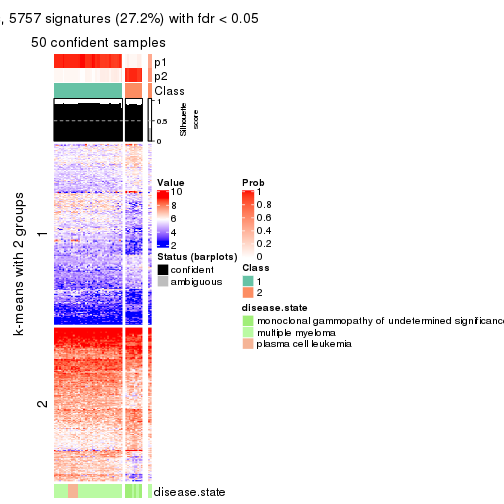 , 5757 signatures (27.2%) with fdr < 0.05
50 confident samples
p1
p2
Class
1
0.5
0
Silhouette
score
k-means with 2 groups
1
2
Value
10
8
6
4
2
Status (barplots)
confident
ambiguous
Prob
1
0.8
0.6
0.4
0.2
0
Class
1
2
disease.state
monoclonal gammopathy of undetermined significance
multiple myeloma
plasma cell leukemia
disease.state